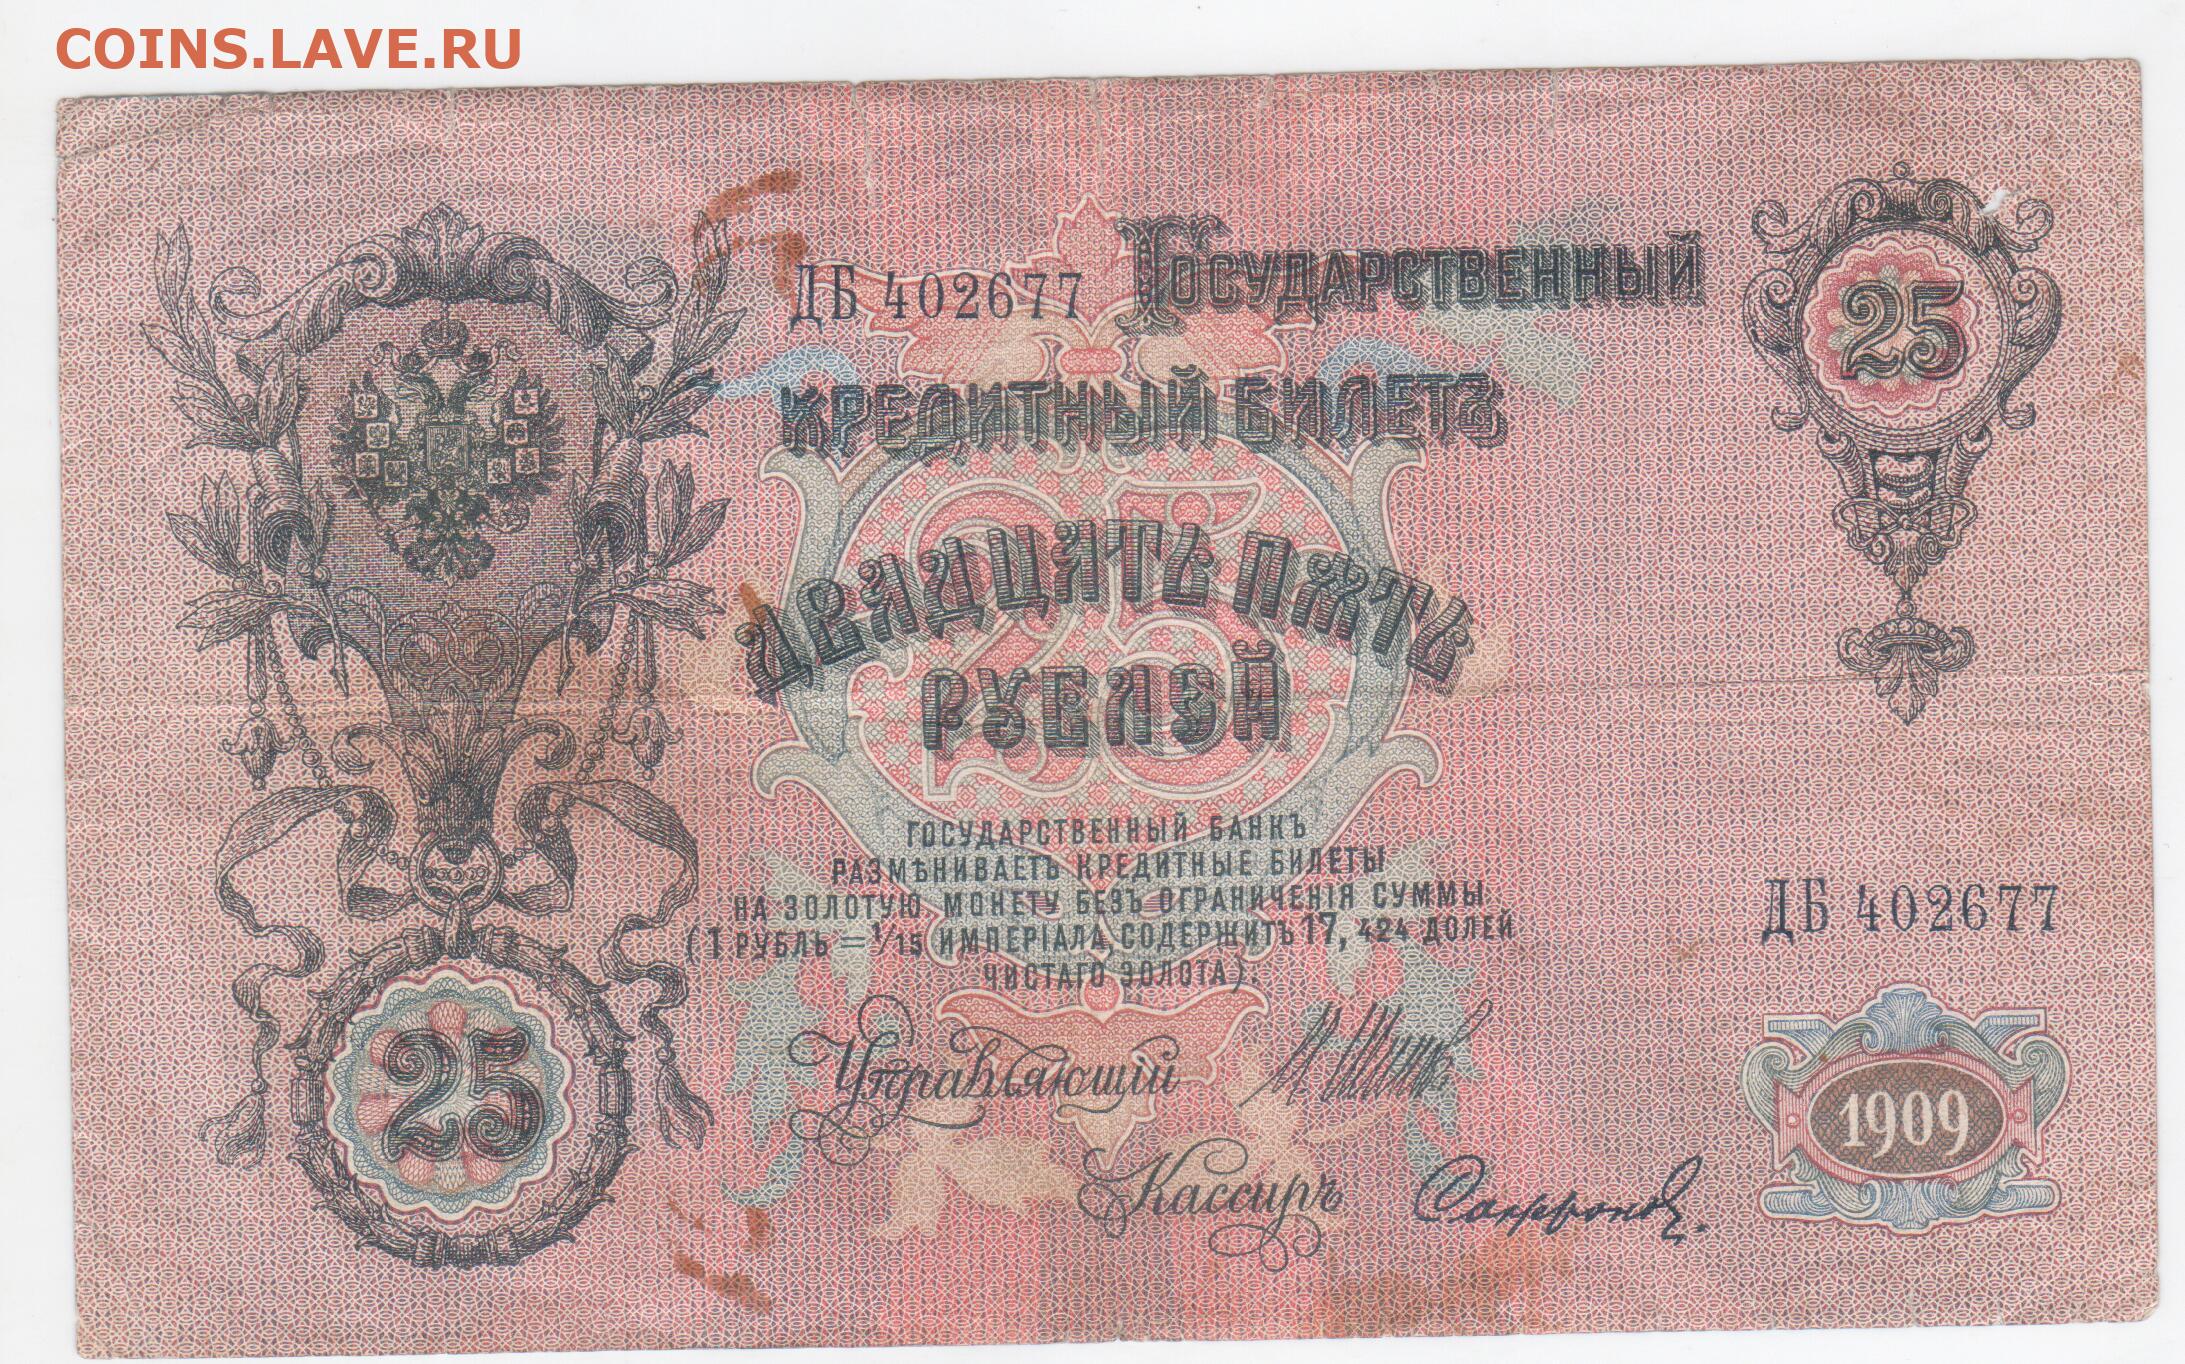 COINS.LAVE.RU
ДБ 402677
Государственный
25
Кредитный Билетъ
25
Двадцать пять
рублей
Государственный Банкъ
размѣниваетъ кредитные билеты
на золотую монету безъ ограниченія суммы
(1 рубль = 1/15 имперіала, содержитъ 17, 424 долей
чистаго золота).
ДБ 402677
Управляющій
25
1909
Кассиръ
Сафронов